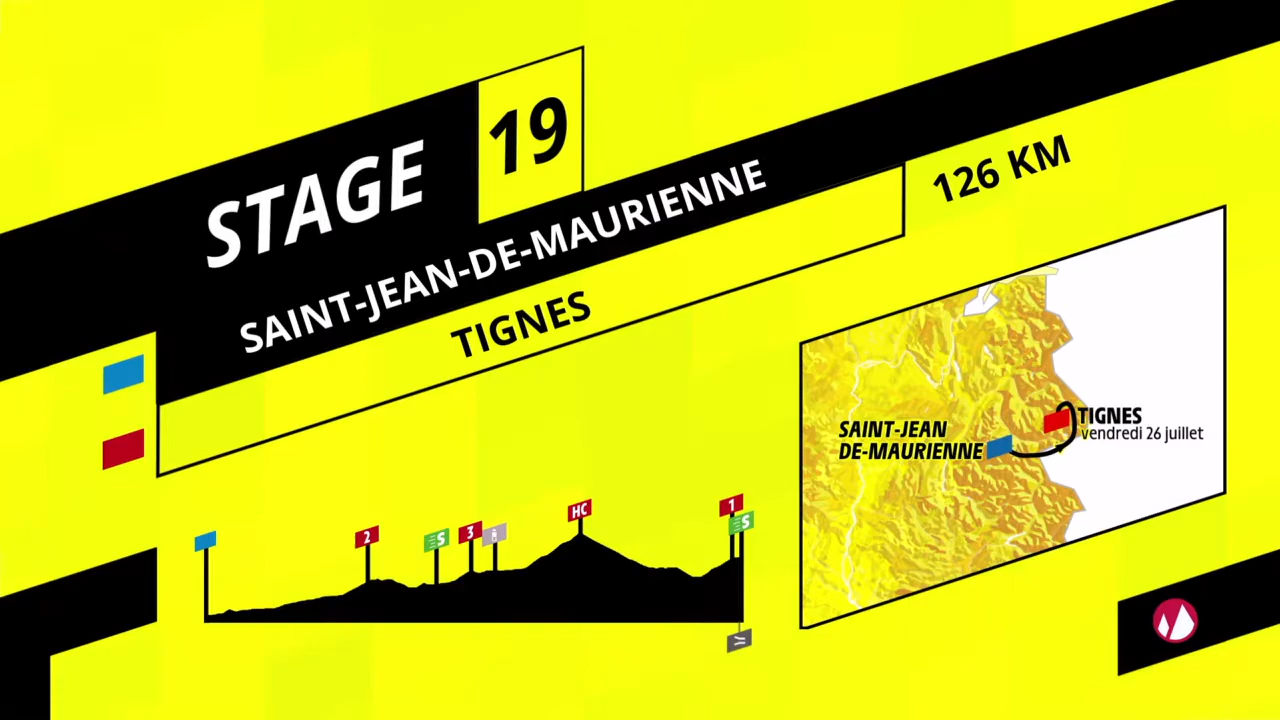 STAGE
19
SAINT-JEAN-DE-MAURIENNE
TIGNES
126 KM
SAINT-JEAN
DE-MAURIENNE
TIGNES
vendredi 26 juillet
2
S
3
HC
1
S